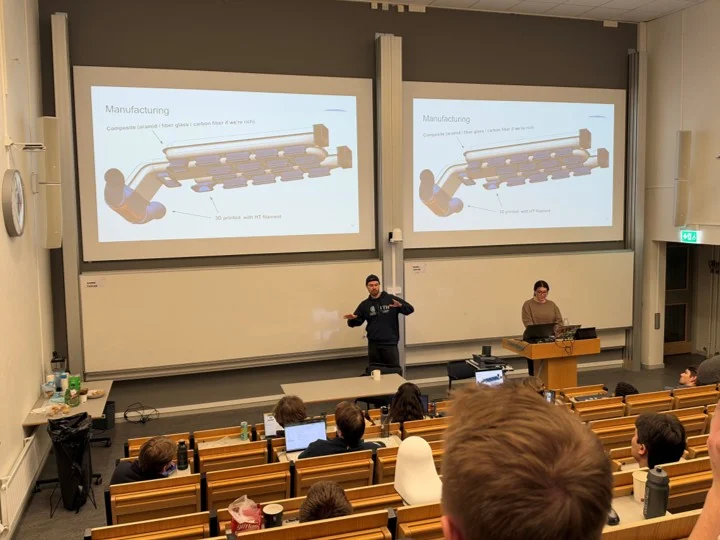 Manufacturing
Composite (aramid / fiber glass / carbon fiber if we're rich)
3D printed with HT filament
Manufacturing
Composite (aramid / fiber glass / carbon fiber if we're rich)
3D printed with HT filament